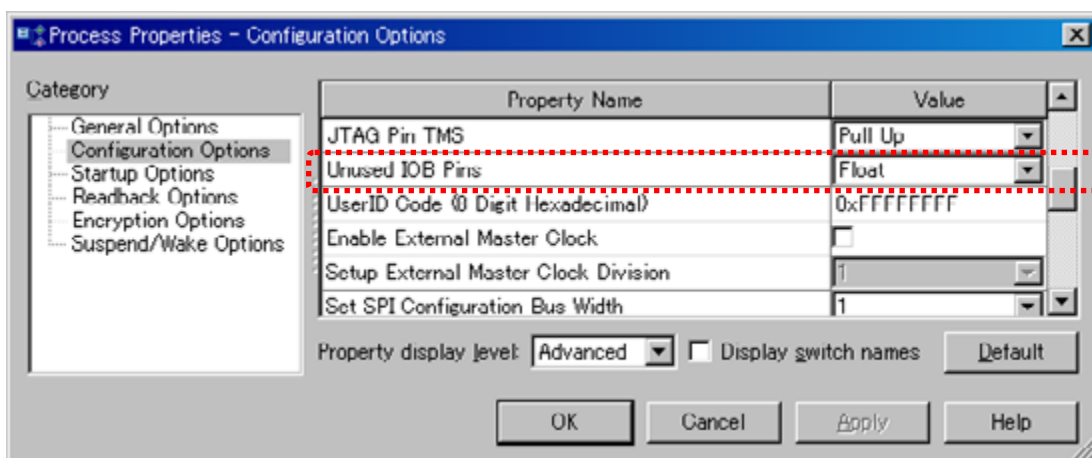 Process Properties - Configuration Options
Category
General Options
Configuration Options
Startup Options
Readback Options
Encryption Options
Suspend/Wake Options
Property Name Value
JTAG Pin TMS Pull Up
Unused IOB Pins Float
UserID Code (8 Digit Hexadecimal) 0xFFFFFFFF
Enable External Master Clock
Setup External Master Clock Division 1
Set SPI Configuration Bus Width 1
Property display level: Advanced Display switch names Default
OK Cancel Apply Help